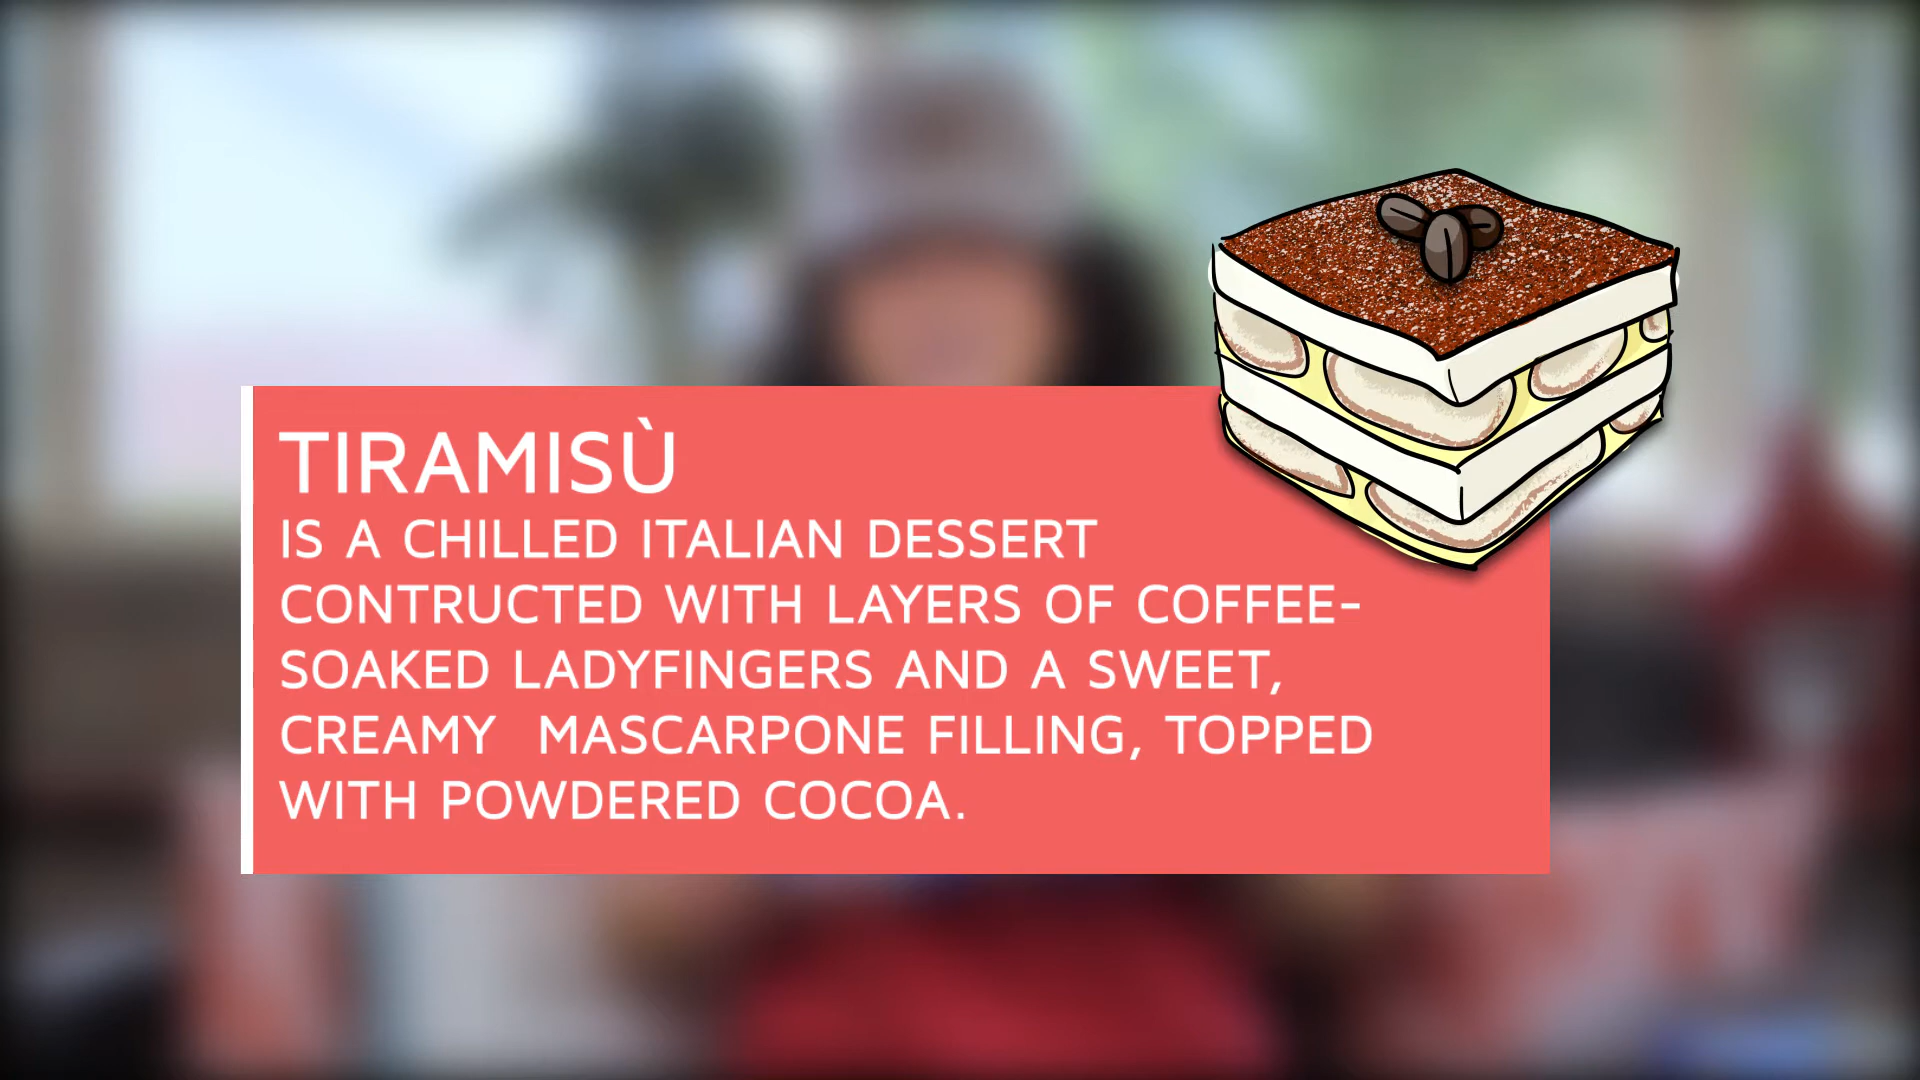 TIRAMISÙ
IS A CHILLED ITALIAN DESSERT
CONTRUCTED WITH LAYERS OF COFFEE-
SOAKED LADYFINGERS AND A SWEET,
CREAMY  MASCARPONE FILLING, TOPPED
WITH POWDERED COCOA.